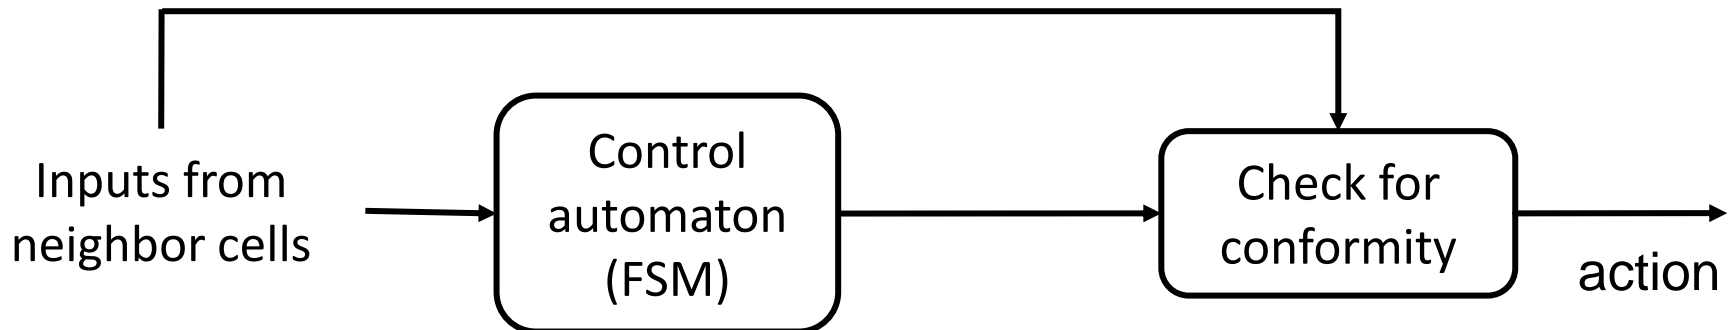 Inputs from
neighbor cells
Control
automaton
(FSM)
Check for
conformity
action